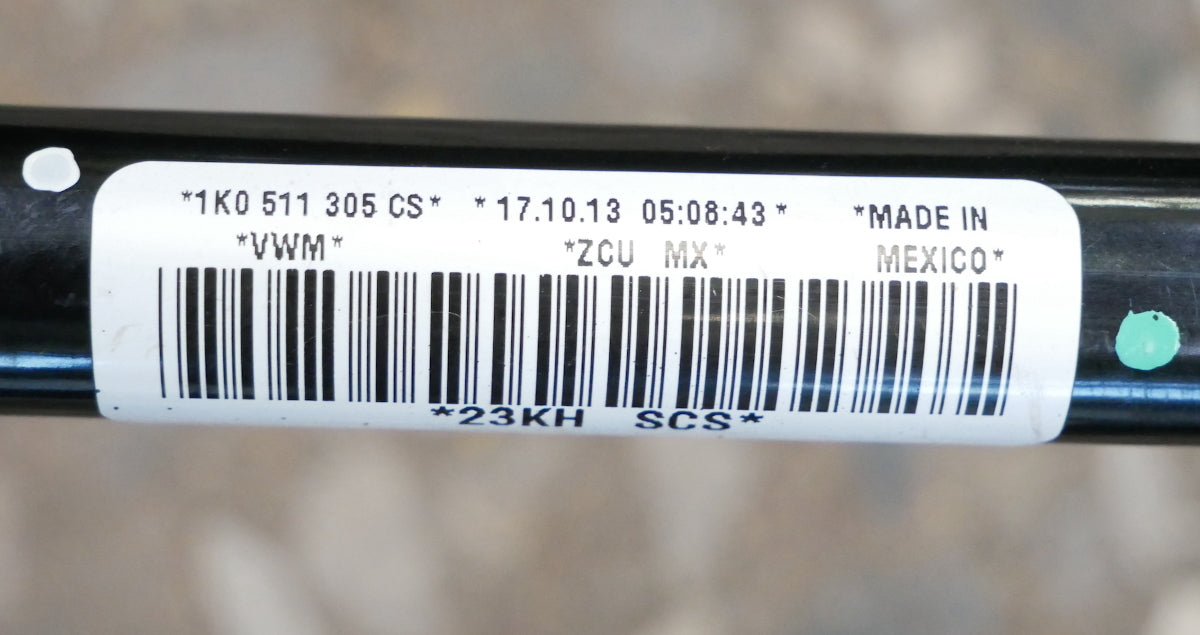 *1K0 511 305 CS* *17.10.13 05:08:43* *MADE IN
*VWM* *ZCU MX* MEXICO*
*23KH SCS*